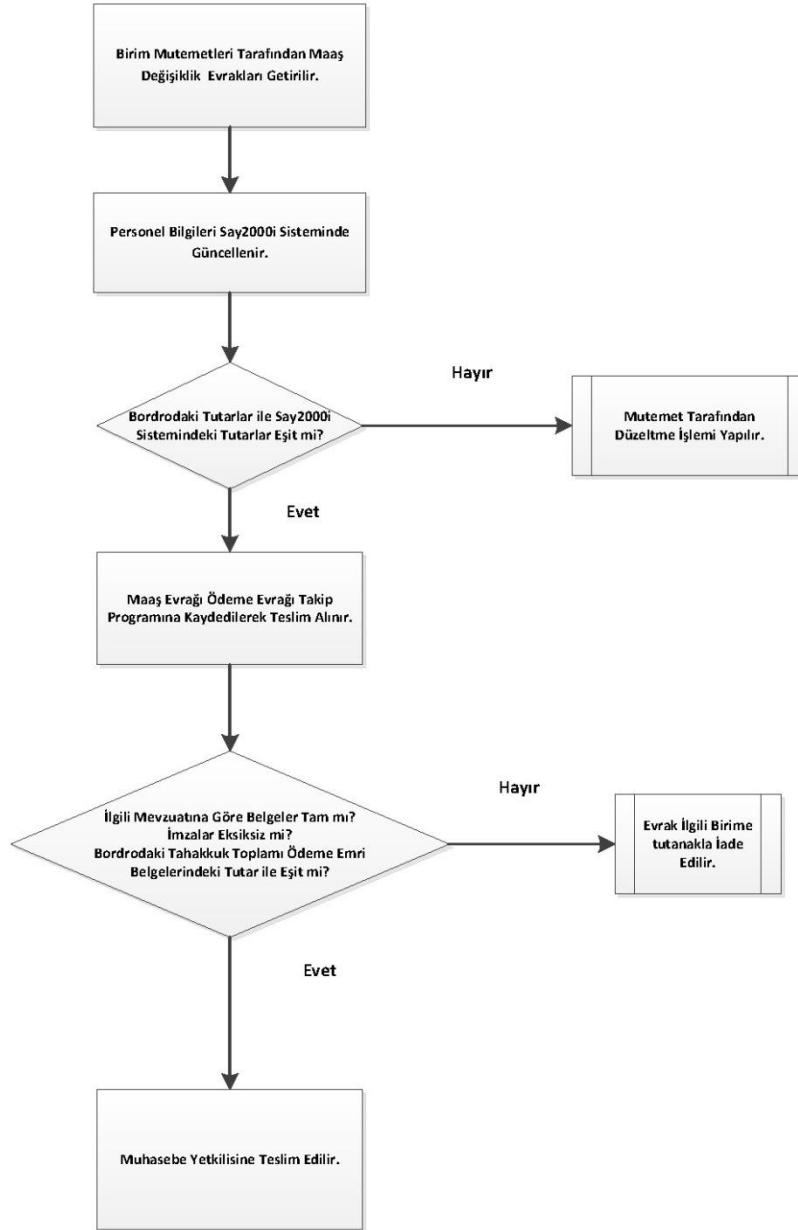 Birim Mutemetleri Tarafından Maaş
Değişiklik Evrakları Getirilir.
Personel Bilgileri Say2000i Sisteminde
Güncellenir.
Hayır
Bordrodaki Tutarlar ile Say2000i
Sistemindeki Tutarlar Eşit mi?
Mutemet Tarafından
Düzeltme İşlemi Yapılır.
Evet
Maaş Evrağı Ödeme Evrağı Takip
Programına Kaydedilerek Teslim Alınır.
Hayır
İlgili Mevzuatına Göre Belgeler Tam mı?
İmzalar Eksiksiz mi?
Bordrodaki Tahakkuk Toplamı Ödeme Emri
Belgelerindeki Tutar ile Eşit mi?
Evrak İlgili Birime
tutanakla İade
Edilir.
Evet
Muhasebe Yetkilisine Teslim Edilir.